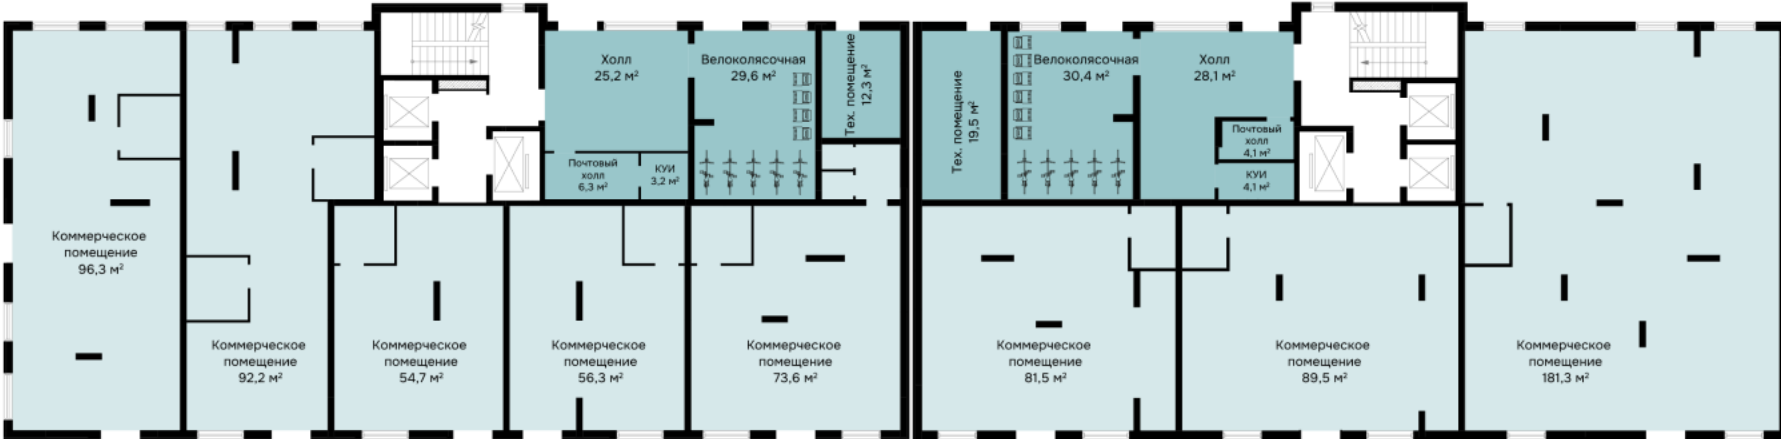 Холл
25,2 м²
Велоколясочная
29,6 м²
Тех. помещение
12,3 м²
Почтовый
холл
6,3 м²
КУИ
3,2 м²
Коммерческое
помещение
96,3 м²
Коммерческое
помещение
92,2 м²
Коммерческое
помещение
54,7 м²
Коммерческое
помещение
56,3 м²
Коммерческое
помещение
73,6 м²
Тех. помещение
19,5 м²
Велоколясочная
30,4 м²
Холл
28,1 м²
Почтовый
холл
4,1 м²
КУИ
4,1 м²
Коммерческое
помещение
81,5 м²
Коммерческое
помещение
89,5 м²
Коммерческое
помещение
181,3 м²